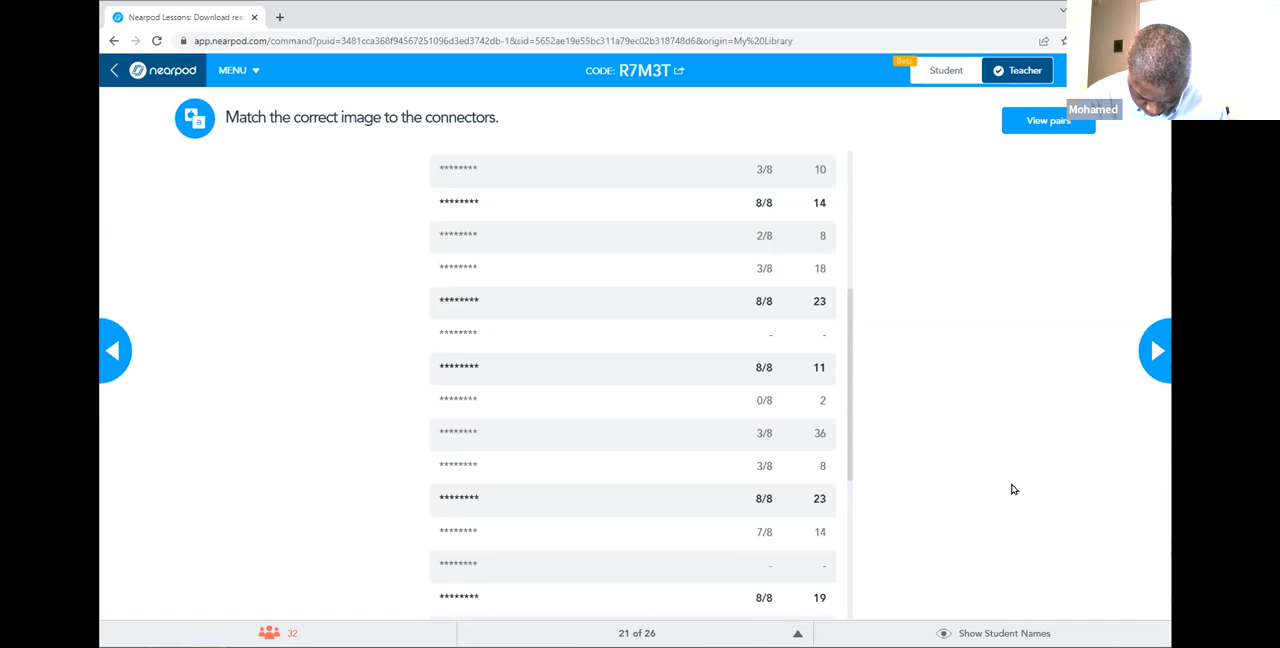 Nearpod Lessons: Download rea
app.nearpod.com/command?puid=3481cca368f94567251096d3ed3742db-1&sid=5652ae19e55bc311a79ec02b318748d6&origin=My%20Library
nearpod
MENU
CODE: R7M3T
Beta
Student
Teacher
Mohamed
Match the correct image to the connectors.
View pairs
******** 3/8 10
******** 8/8 14
******** 2/8 8
******** 3/8 18
******** 8/8 23
******** - -
******** 8/8 11
******** 0/8 2
******** 3/8 36
******** 3/8 8
******** 8/8 23
******** 7/8 14
******** - -
******** 8/8 19
32
21 of 26
Show Student Names